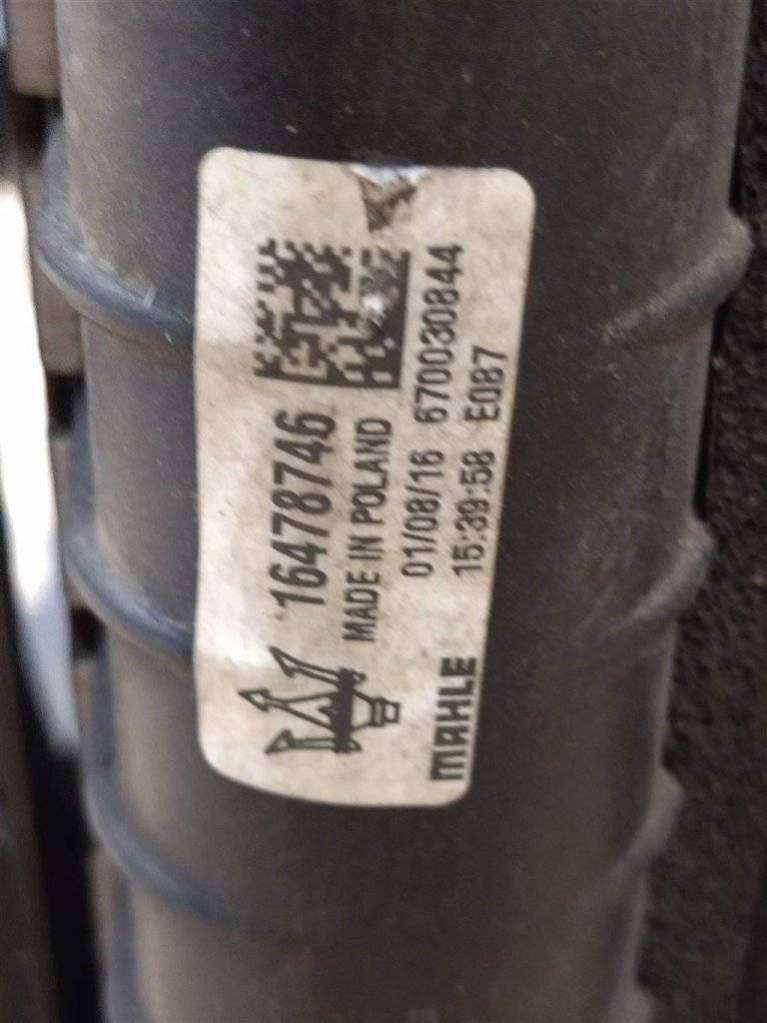 16478746
MADE IN POLAND
01/08/16 670030844
15:39:58 E087
MAHLE